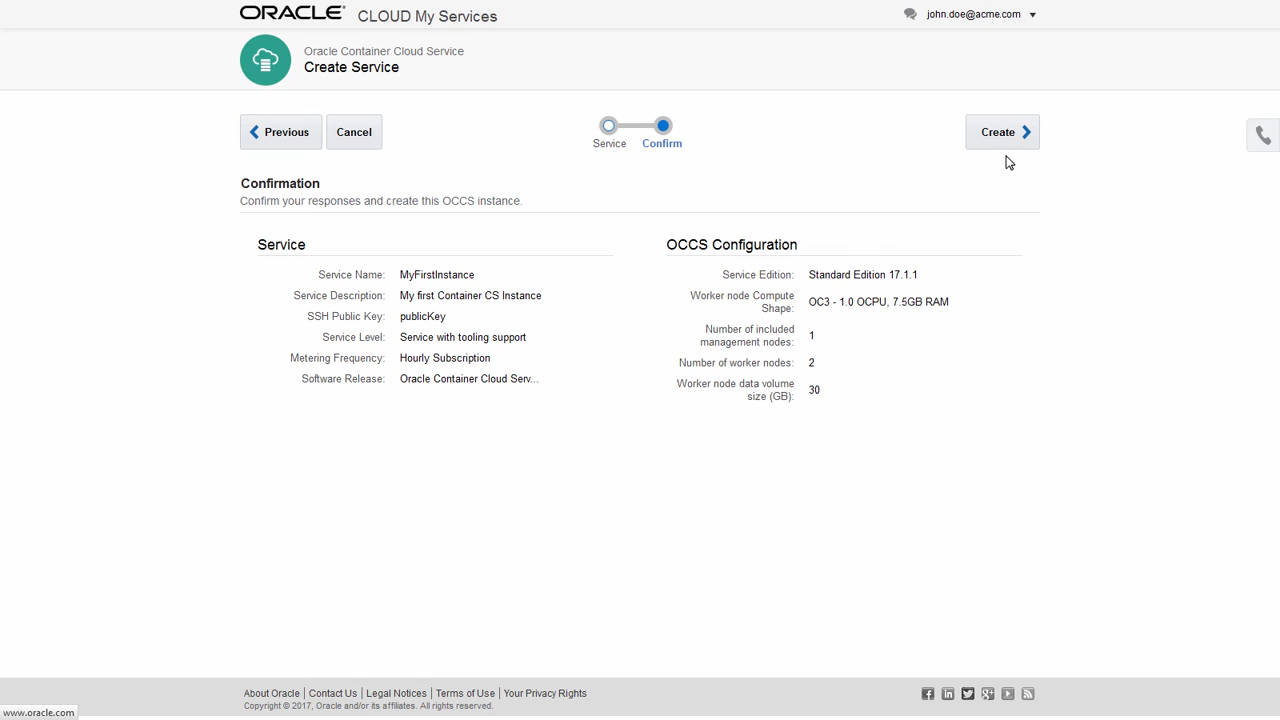 ORACLE® CLOUD My Services
john.doe@acme.com
Oracle Container Cloud Service
Create Service
Previous
Cancel
Service
Confirm
Create
Confirmation
Confirm your responses and create this OCCS instance.
Service
Service Name: MyFirstInstance
Service Description: My first Container CS Instance
SSH Public Key: publicKey
Service Level: Service with tooling support
Metering Frequency: Hourly Subscription
Software Release: Oracle Container Cloud Serv...
OCCS Configuration
Service Edition: Standard Edition 17.1.1
Worker node Compute
Shape: OC3 - 1.0 OCPU, 7.5GB RAM
Number of included
management nodes: 1
Number of worker nodes: 2
Worker node data volume
size (GB): 30
About Oracle | Contact Us | Legal Notices | Terms of Use | Your Privacy Rights
Copyright © 2017, Oracle and/or its affiliates. All rights reserved.
www.oracle.com